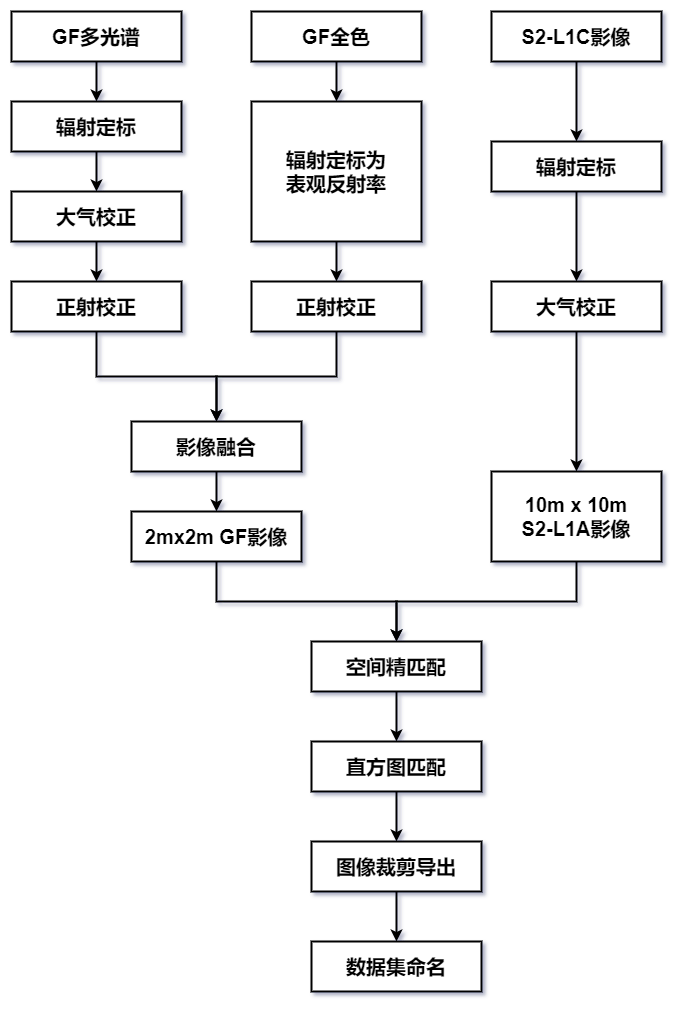 GF多光谱
GF全色
S2-L1C影像
辐射定标
辐射定标为
表观反射率
辐射定标
大气校正
正射校正
正射校正
大气校正
影像融合
2mx2m GF影像
10m x 10m
S2-L1A影像
空间精匹配
直方图匹配
图像裁剪导出
数据集命名